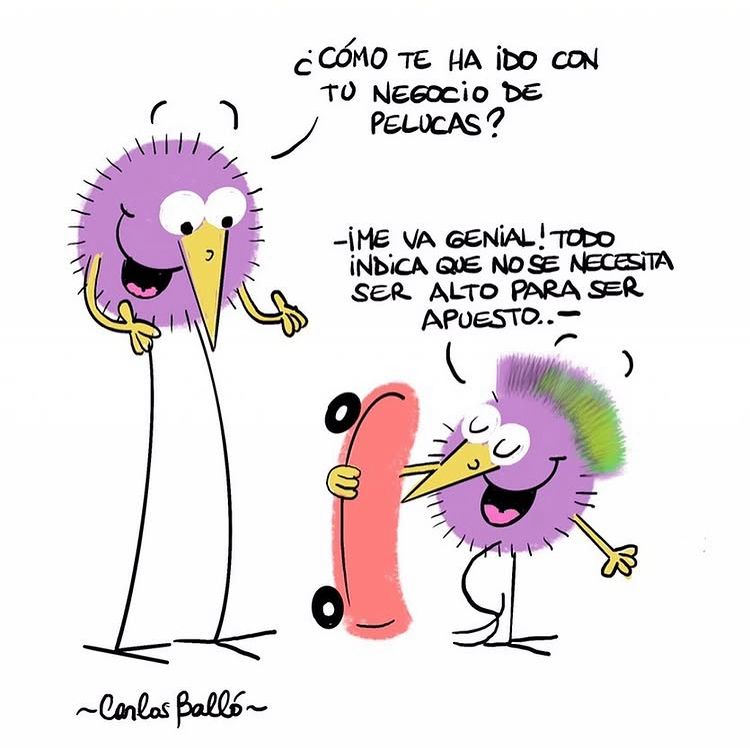 ¿CÓMO TE HA IDO CON
TU NEGOCIO DE
PELUCAS?
-¡ME VA GENIAL! TODO
INDICA QUE NO SE NECESITA
SER ALTO PARA SER
APUESTO..-
~Carlos Balló~